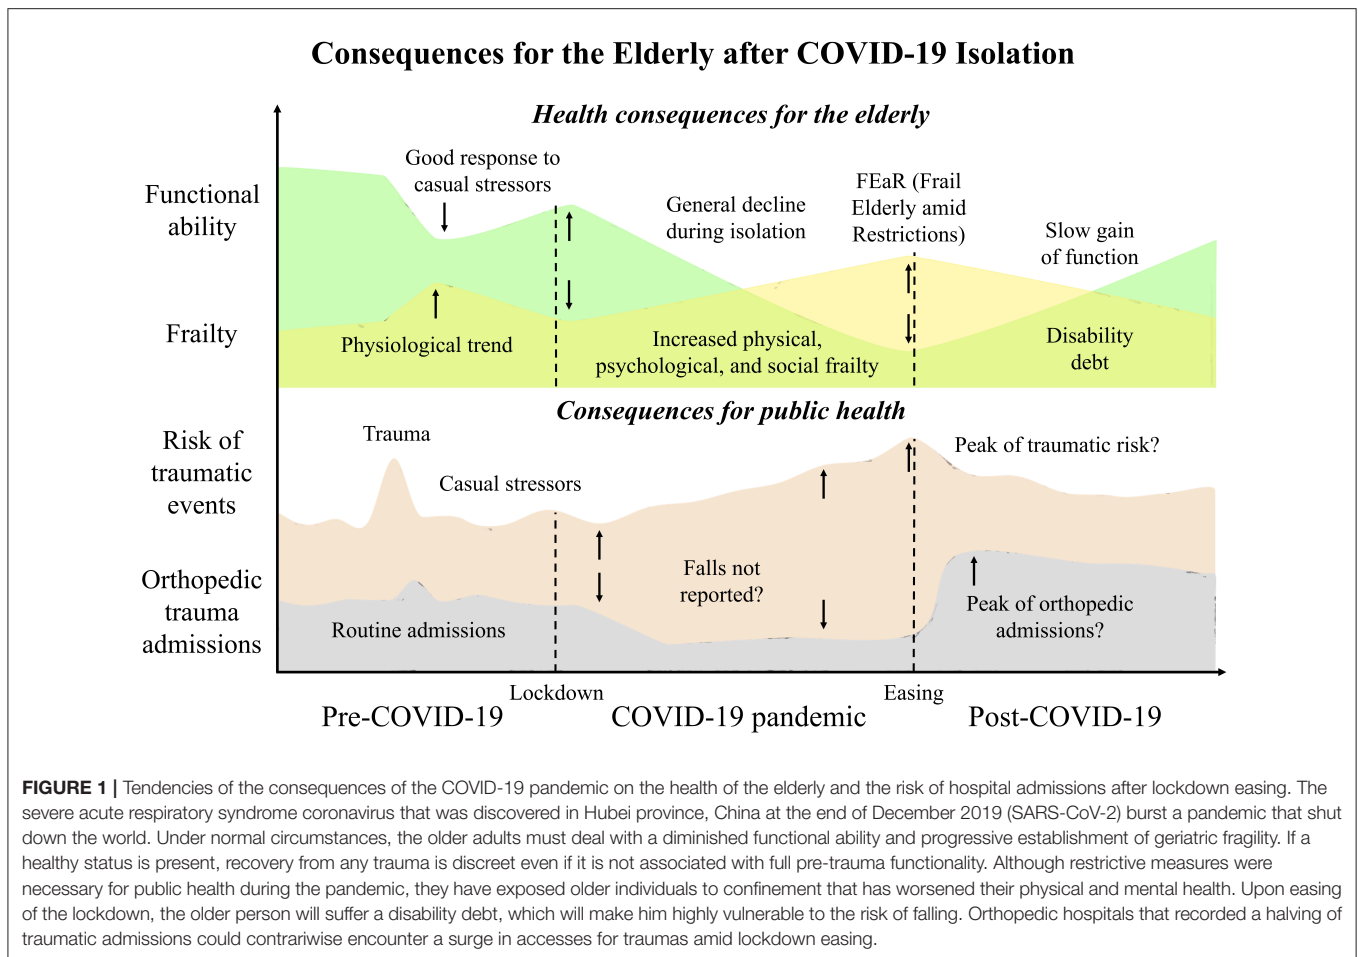 Consequences for the Elderly after COVID-19 Isolation
Health consequences for the elderly
Functional
ability
Good response to
casual stressors
General decline
during isolation
FEaR (Frail
Elderly amid
Restrictions)
Slow gain
of function
Frailty
Physiological trend
Increased physical,
psychological, and social frailty
Disability
debt
Consequences for public health
Risk of
traumatic
events
Trauma
Casual stressors
Peak of traumatic risk?
Orthopedic
trauma
admissions
Routine admissions
Falls not
reported?
Peak of orthopedic
admissions?
Lockdown
Easing
Pre-COVID-19
COVID-19 pandemic
Post-COVID-19
FIGURE 1 | Tendencies of the consequences of the COVID-19 pandemic on the health of the elderly and the risk of hospital admissions after lockdown easing. The
severe acute respiratory syndrome coronavirus that was discovered in Hubei province, China at the end of December 2019 (SARS-CoV-2) burst a pandemic that shut
down the world. Under normal circumstances, the older adults must deal with a diminished functional ability and progressive establishment of geriatric fragility. If a
healthy status is present, recovery from any trauma is discreet even if it is not associated with full pre-trauma functionality. Although restrictive measures were
necessary for public health during the pandemic, they have exposed older individuals to confinement that has worsened their physical and mental health. Upon easing
of the lockdown, the older person will suffer a disability debt, which will make him highly vulnerable to the risk of falling. Orthopedic hospitals that recorded a halving of
traumatic admissions could contrariwise encounter a surge in accesses for traumas amid lockdown easing.